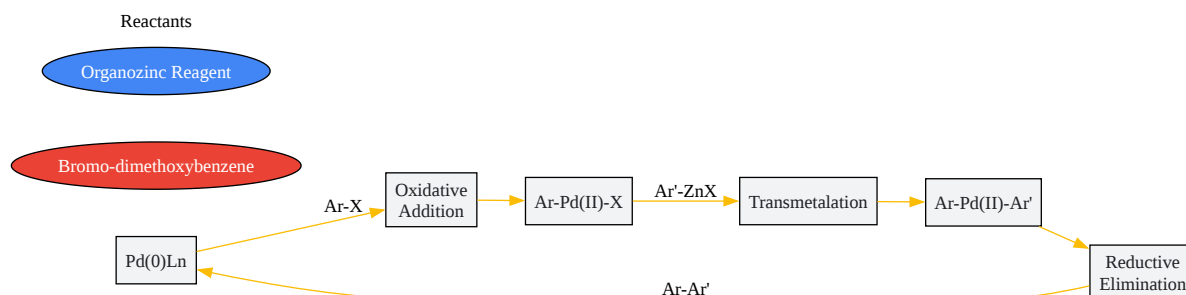 Reactants
Organozinc Reagent
Bromo-dimethoxybenzene
Pd(0)Ln
Ar-X
Oxidative
Addition
Ar-Pd(II)-X
Ar'-ZnX
Transmetalation
Ar-Pd(II)-Ar'
Reductive
Elimination
Ar-Ar'